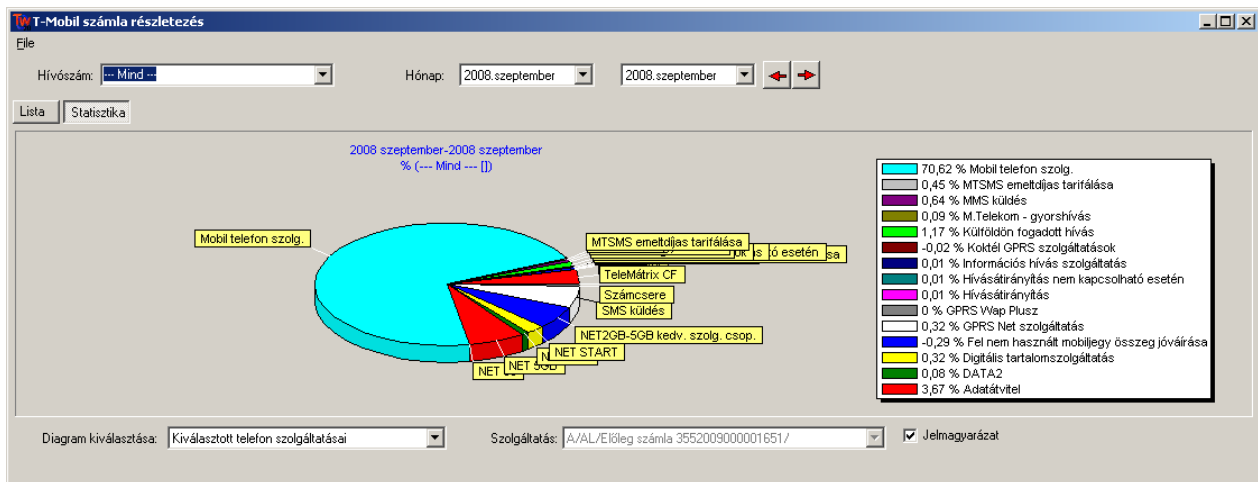 T-Mobil számla részletezés
File
Hívószám: --- Mind --- Hónap: 2008.szeptember 2008.szeptember
Lista Statisztika
2008 szeptember-2008 szeptember
% (--- Mind --- [])
Mobil telefon szolg.
MTSMS emeltdíjas tarifálása
ó esetén
TeleMátrix CF
Számcsere
SMS küldés
NET2GB-5GB kedv. szolg. csop.
NET START
NET 5GB
NET
70,62 % Mobil telefon szolg.
0,45 % MTSMS emeltdíjas tarifálása
0,64 % MMS küldés
0,09 % M.Telekom - gyorshívás
1,17 % Külföldön fogadott hívás
-0,02 % Koktél GPRS szolgáltatások
0,01 % Információs hívás szolgáltatás
0,01 % Hívásátirányítás nem kapcsolható esetén
0,01 % Hívásátirányítás
0 % GPRS Wap Plusz
0,32 % GPRS Net szolgáltatás
-0,29 % Fel nem használt mobiljegy összeg jóváírása
0,32 % Digitális tartalomszolgáltatás
0,08 % DATA2
3,67 % Adatátvitel
Diagram kiválasztása: Kiválasztott telefon szolgáltatásai Szolgáltatás: A/AL/Előleg számla 3552009000001651/ Jelmagyarázat